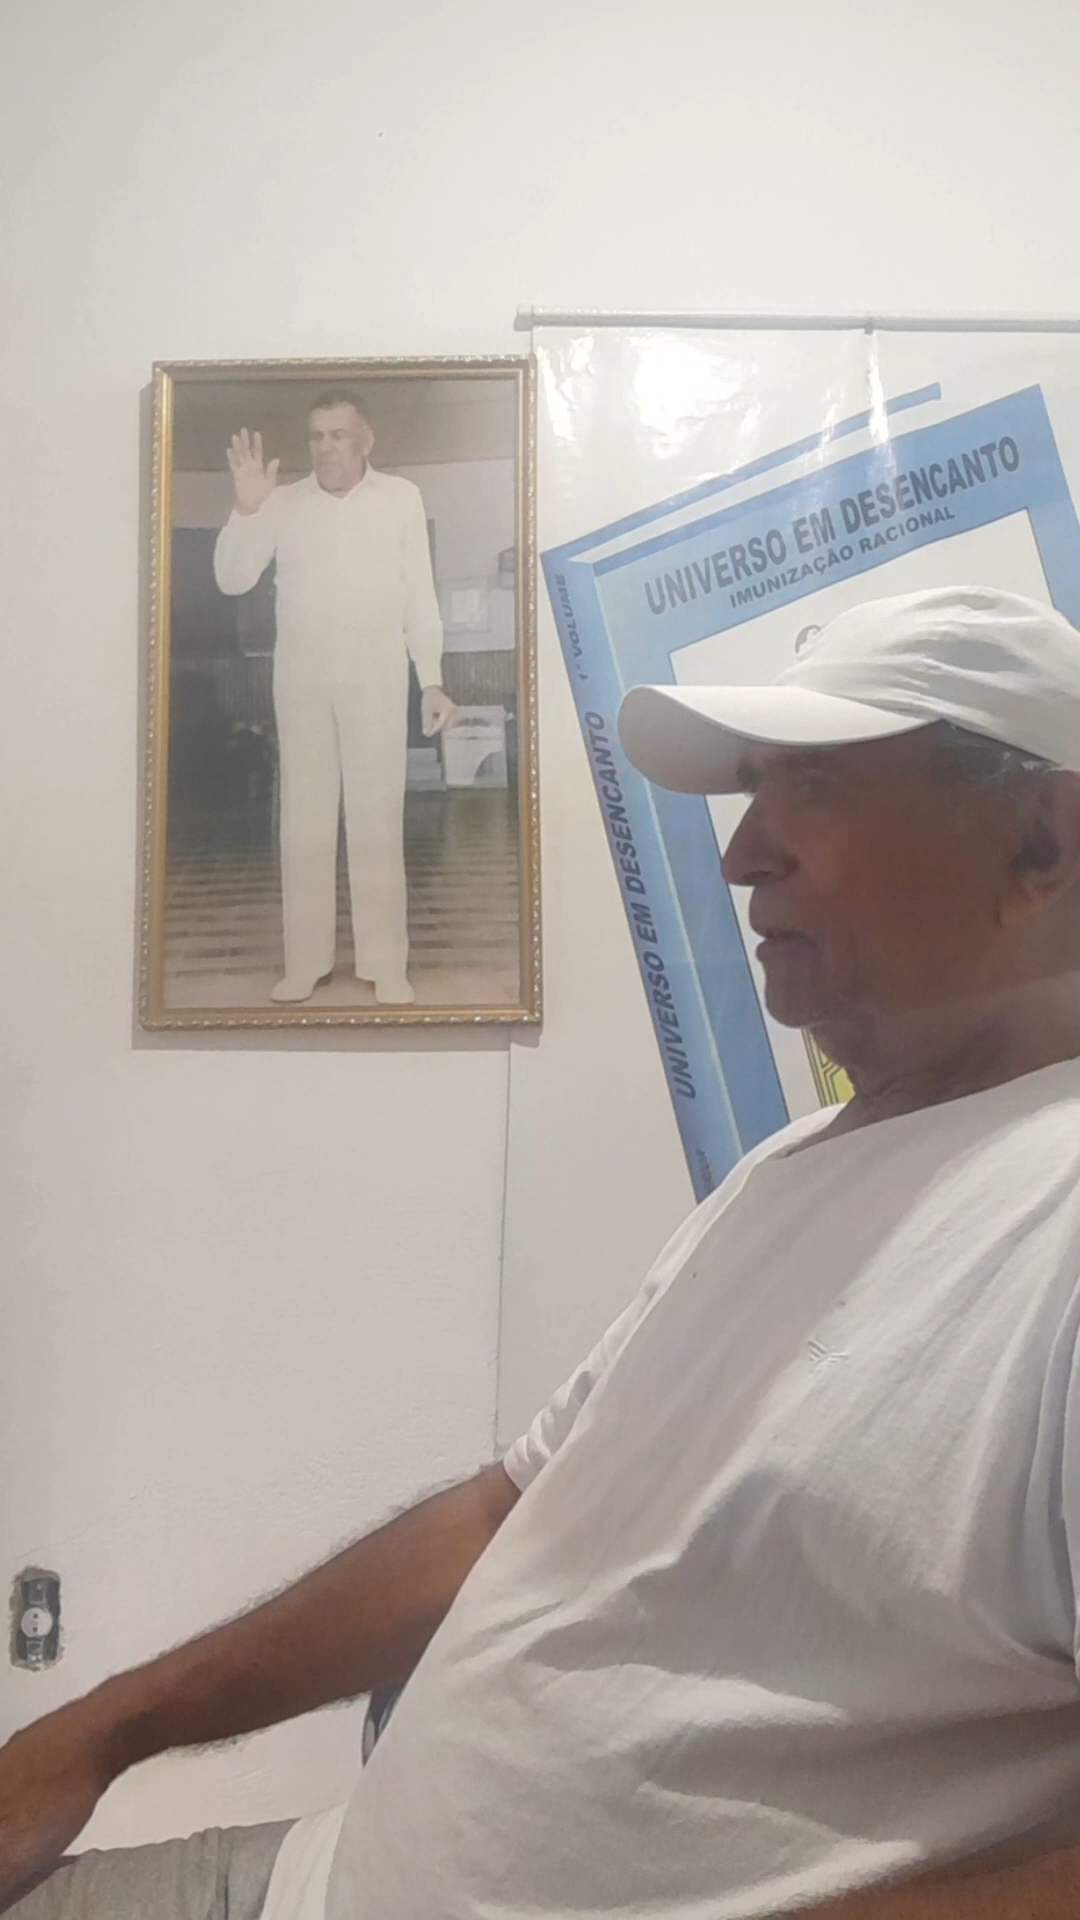 UNIVERSO EM DESENCANTO
IMUNIZAÇÃO RACIONAL
1º VOLUME
UNIVERSO EM DESENCANTO